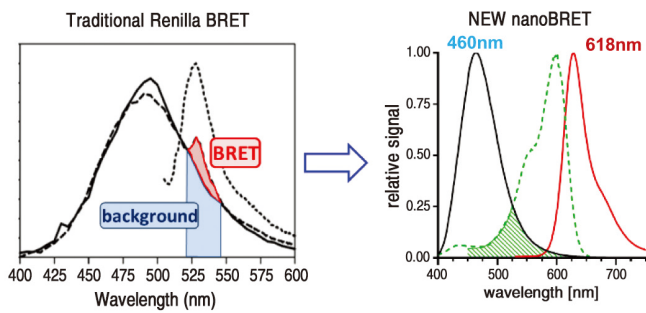 Traditional Renilla BRET
BRET
background
400 425 450 475 500 525 550 575 600
Wavelength (nm)
NEW nanoBRET
460nm 618nm
1.00
0.75
0.50
0.25
0.00
relative signal
400 500 600 700
wavelength [nm]